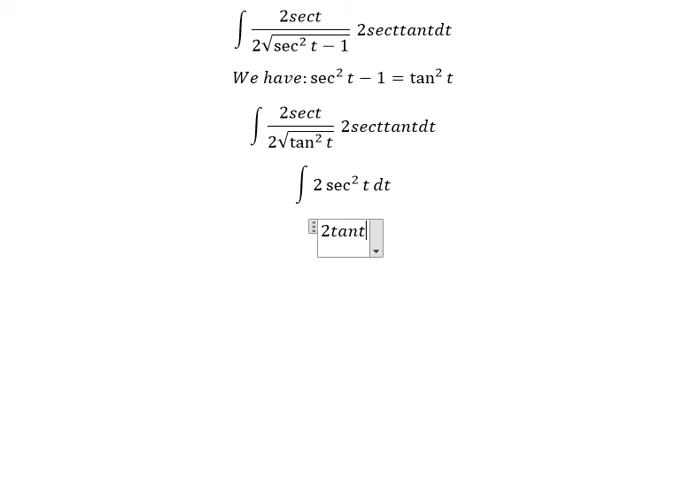 ∫ 2sect / 2√(sec² t − 1) 2secttantdt
We have: sec² t − 1 = tan² t
∫ 2sect / 2√(tan² t) 2secttantdt
∫ 2 sec² t dt
2tant